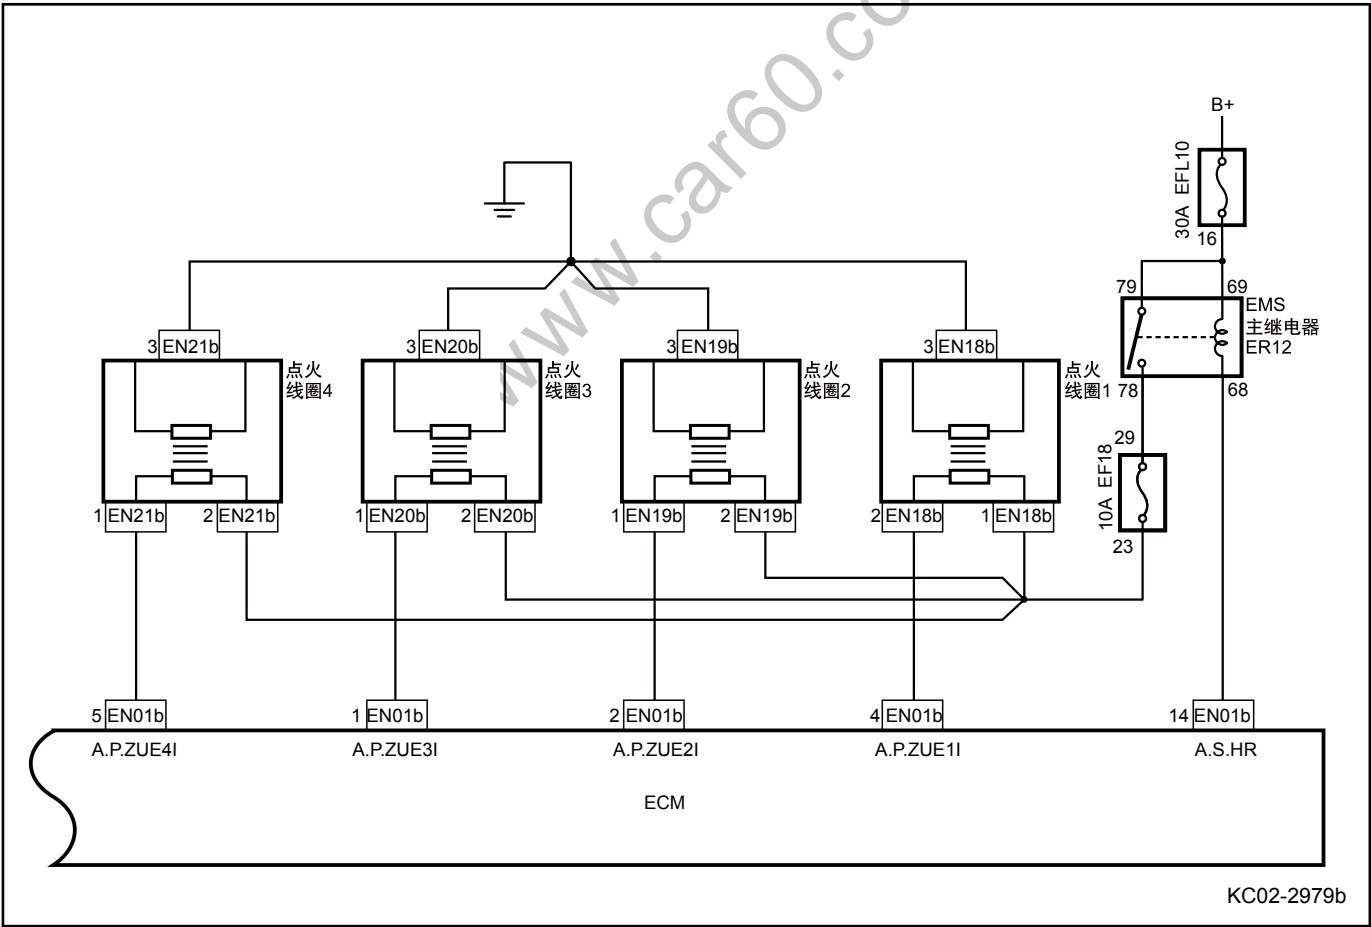 www.car60.co
B+
30A EFL10
16
79
69
EMS
主继电器
ER12
78
68
3 EN21b
3 EN20b
3 EN19b
3 EN18b
点火
线圈4
点火
线圈3
点火
线圈2
点火
线圈1
29
10A EF18
23
1 EN21b
2 EN21b
1 EN20b
2 EN20b
1 EN19b
2 EN19b
2 EN18b
1 EN18b
5 EN01b
1 EN01b
2 EN01b
4 EN01b
14 EN01b
A.P.ZUE4I
A.P.ZUE3I
A.P.ZUE2I
A.P.ZUE1I
A.S.HR
ECM
KC02-2979b